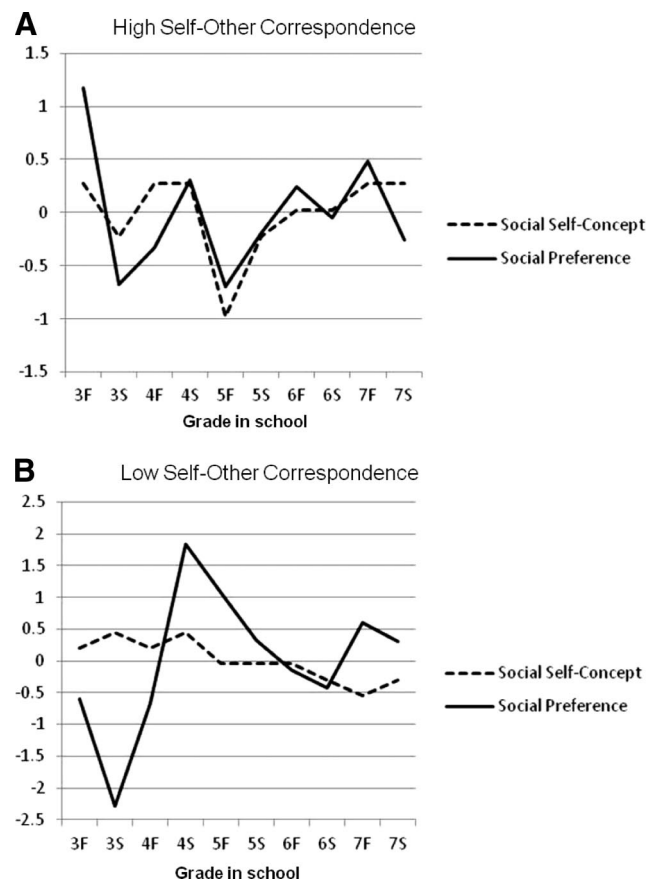 A
High Self-Other Correspondence
1.5
1
0.5
0
-0.5
-1
-1.5
3F 3S 4F 4S 5F 5S 6F 6S 7F 7S
Grade in school
Social Self-Concept
Social Preference
B
Low Self-Other Correspondence
2.5
2
1.5
1
0.5
0
-0.5
-1
-1.5
-2
-2.5
3F 3S 4F 4S 5F 5S 6F 6S 7F 7S
Grade in school
Social Self-Concept
Social Preference